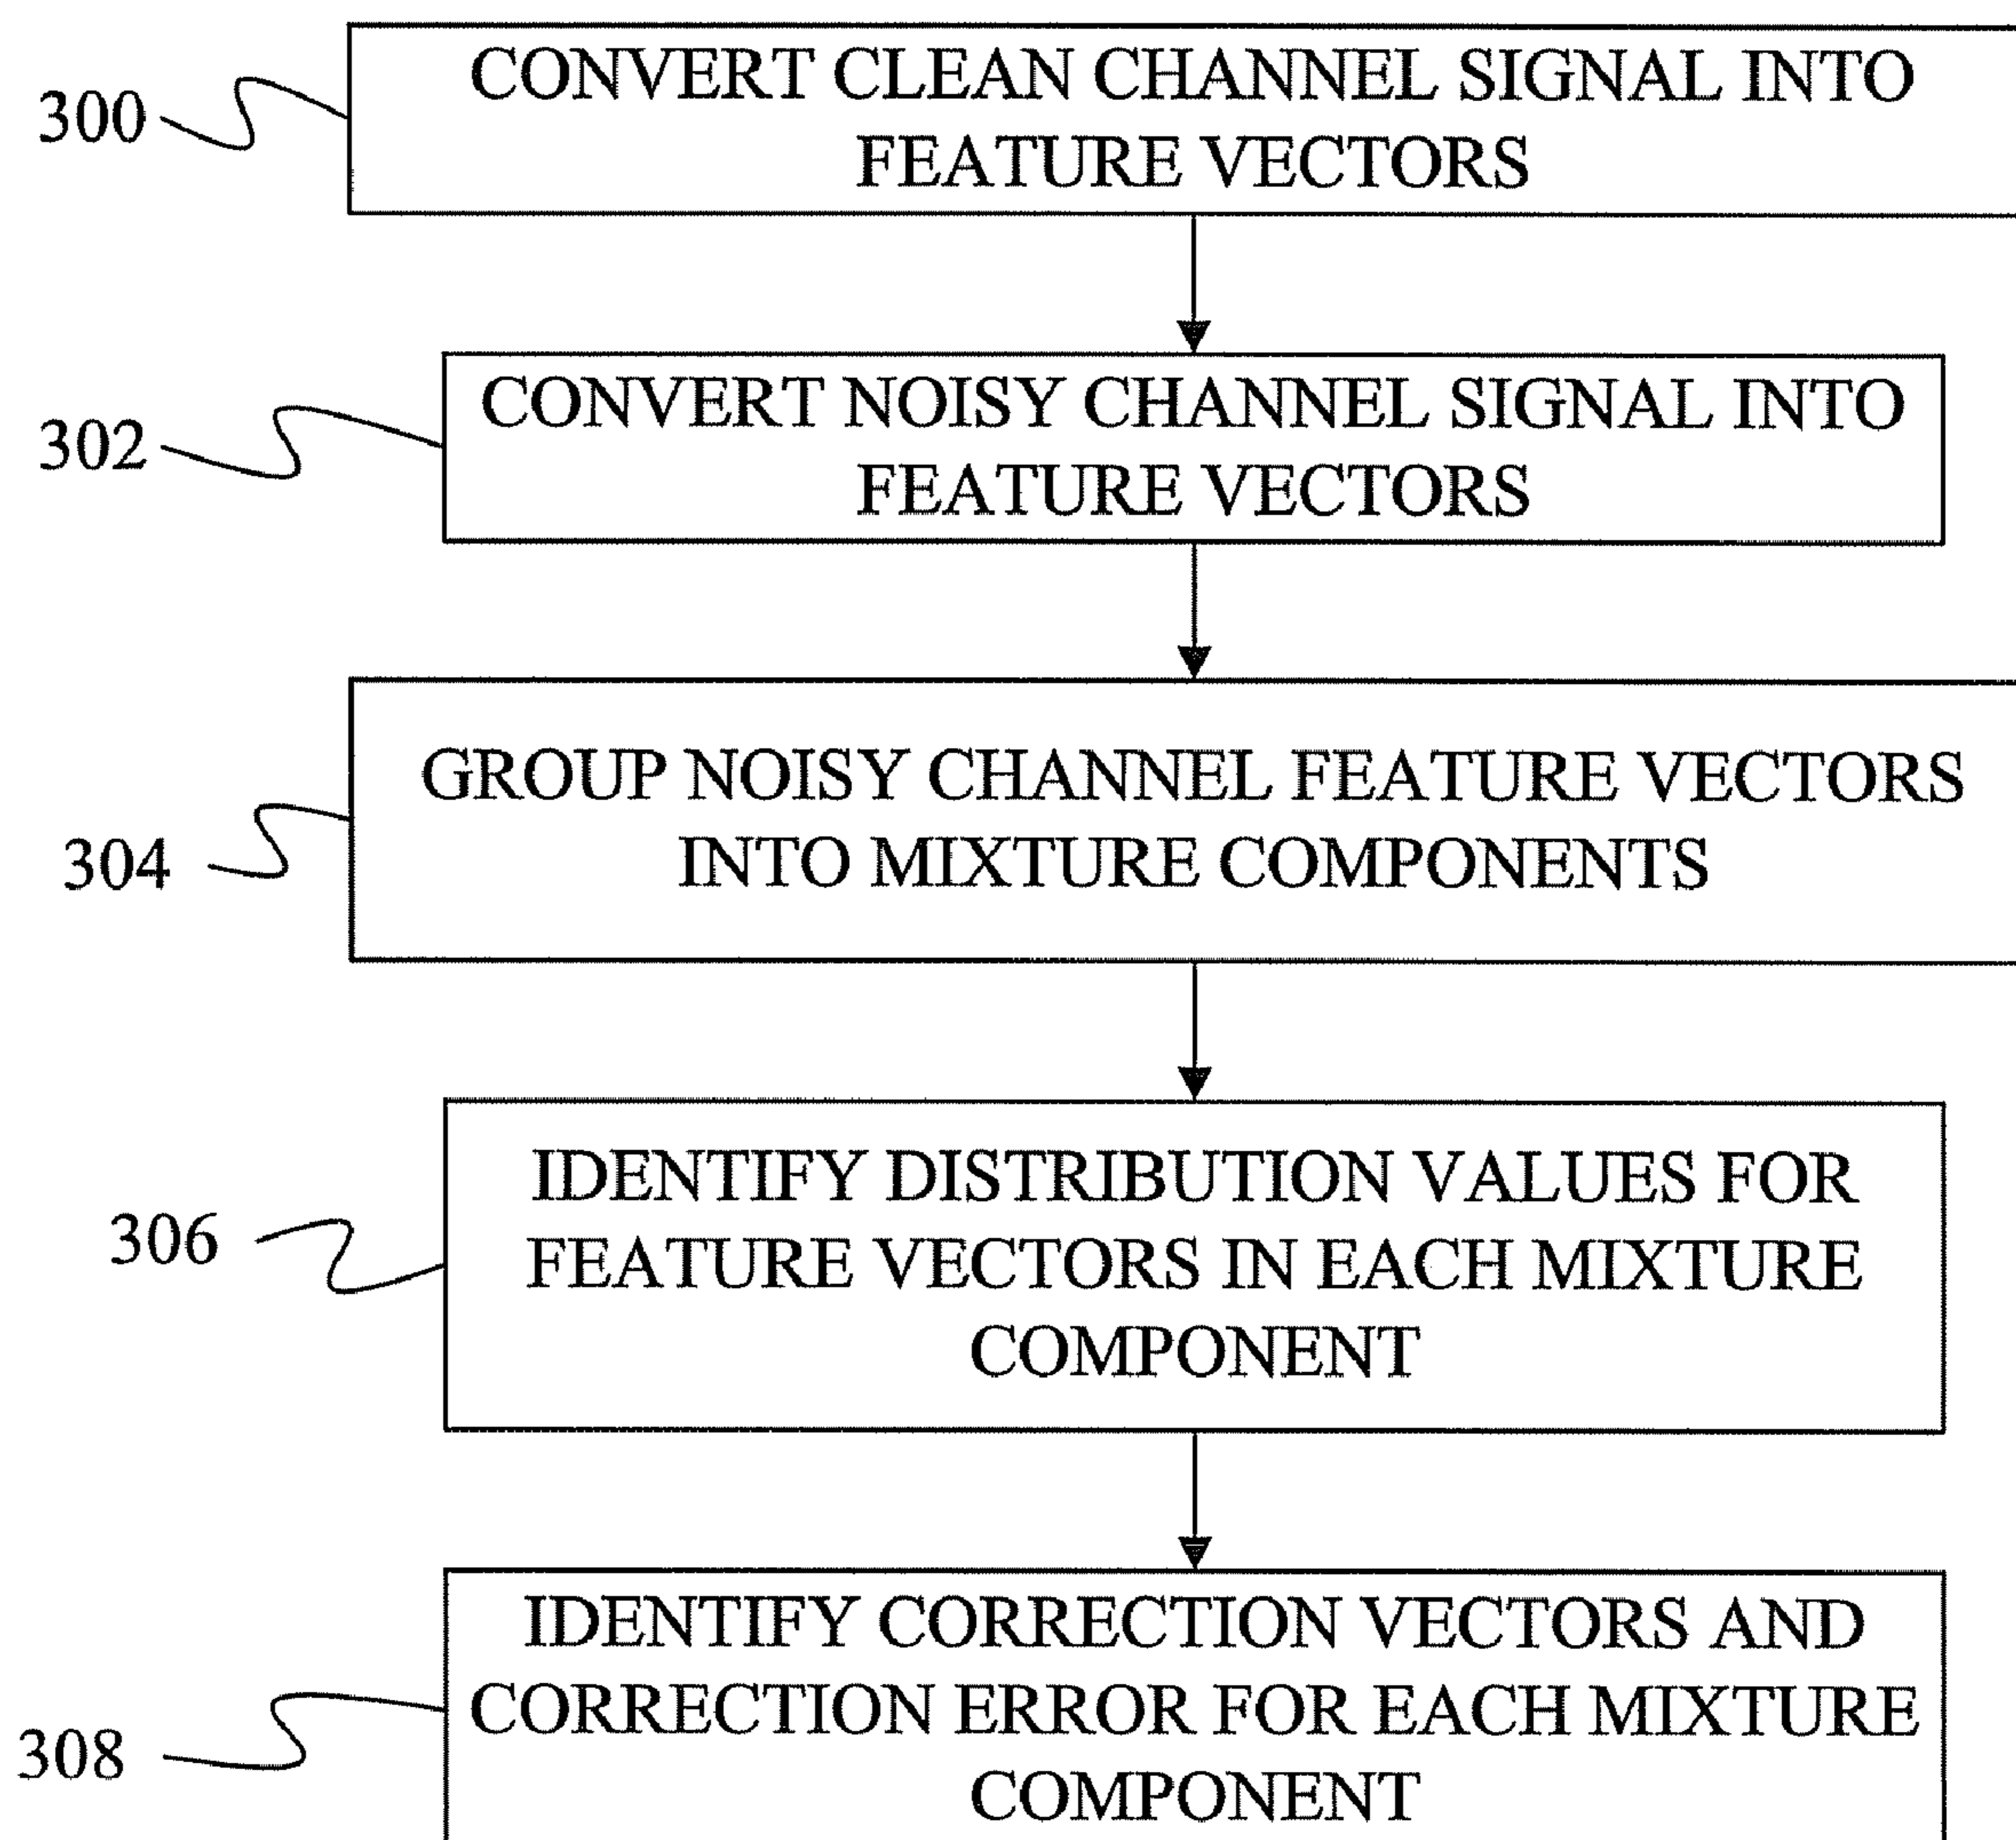 300
CONVERT CLEAN CHANNEL SIGNAL INTO
FEATURE VECTORS
302
CONVERT NOISY CHANNEL SIGNAL INTO
FEATURE VECTORS
304
GROUP NOISY CHANNEL FEATURE VECTORS
INTO MIXTURE COMPONENTS
306
IDENTIFY DISTRIBUTION VALUES FOR
FEATURE VECTORS IN EACH MIXTURE
COMPONENT
308
IDENTIFY CORRECTION VECTORS AND
CORRECTION ERROR FOR EACH MIXTURE
COMPONENT